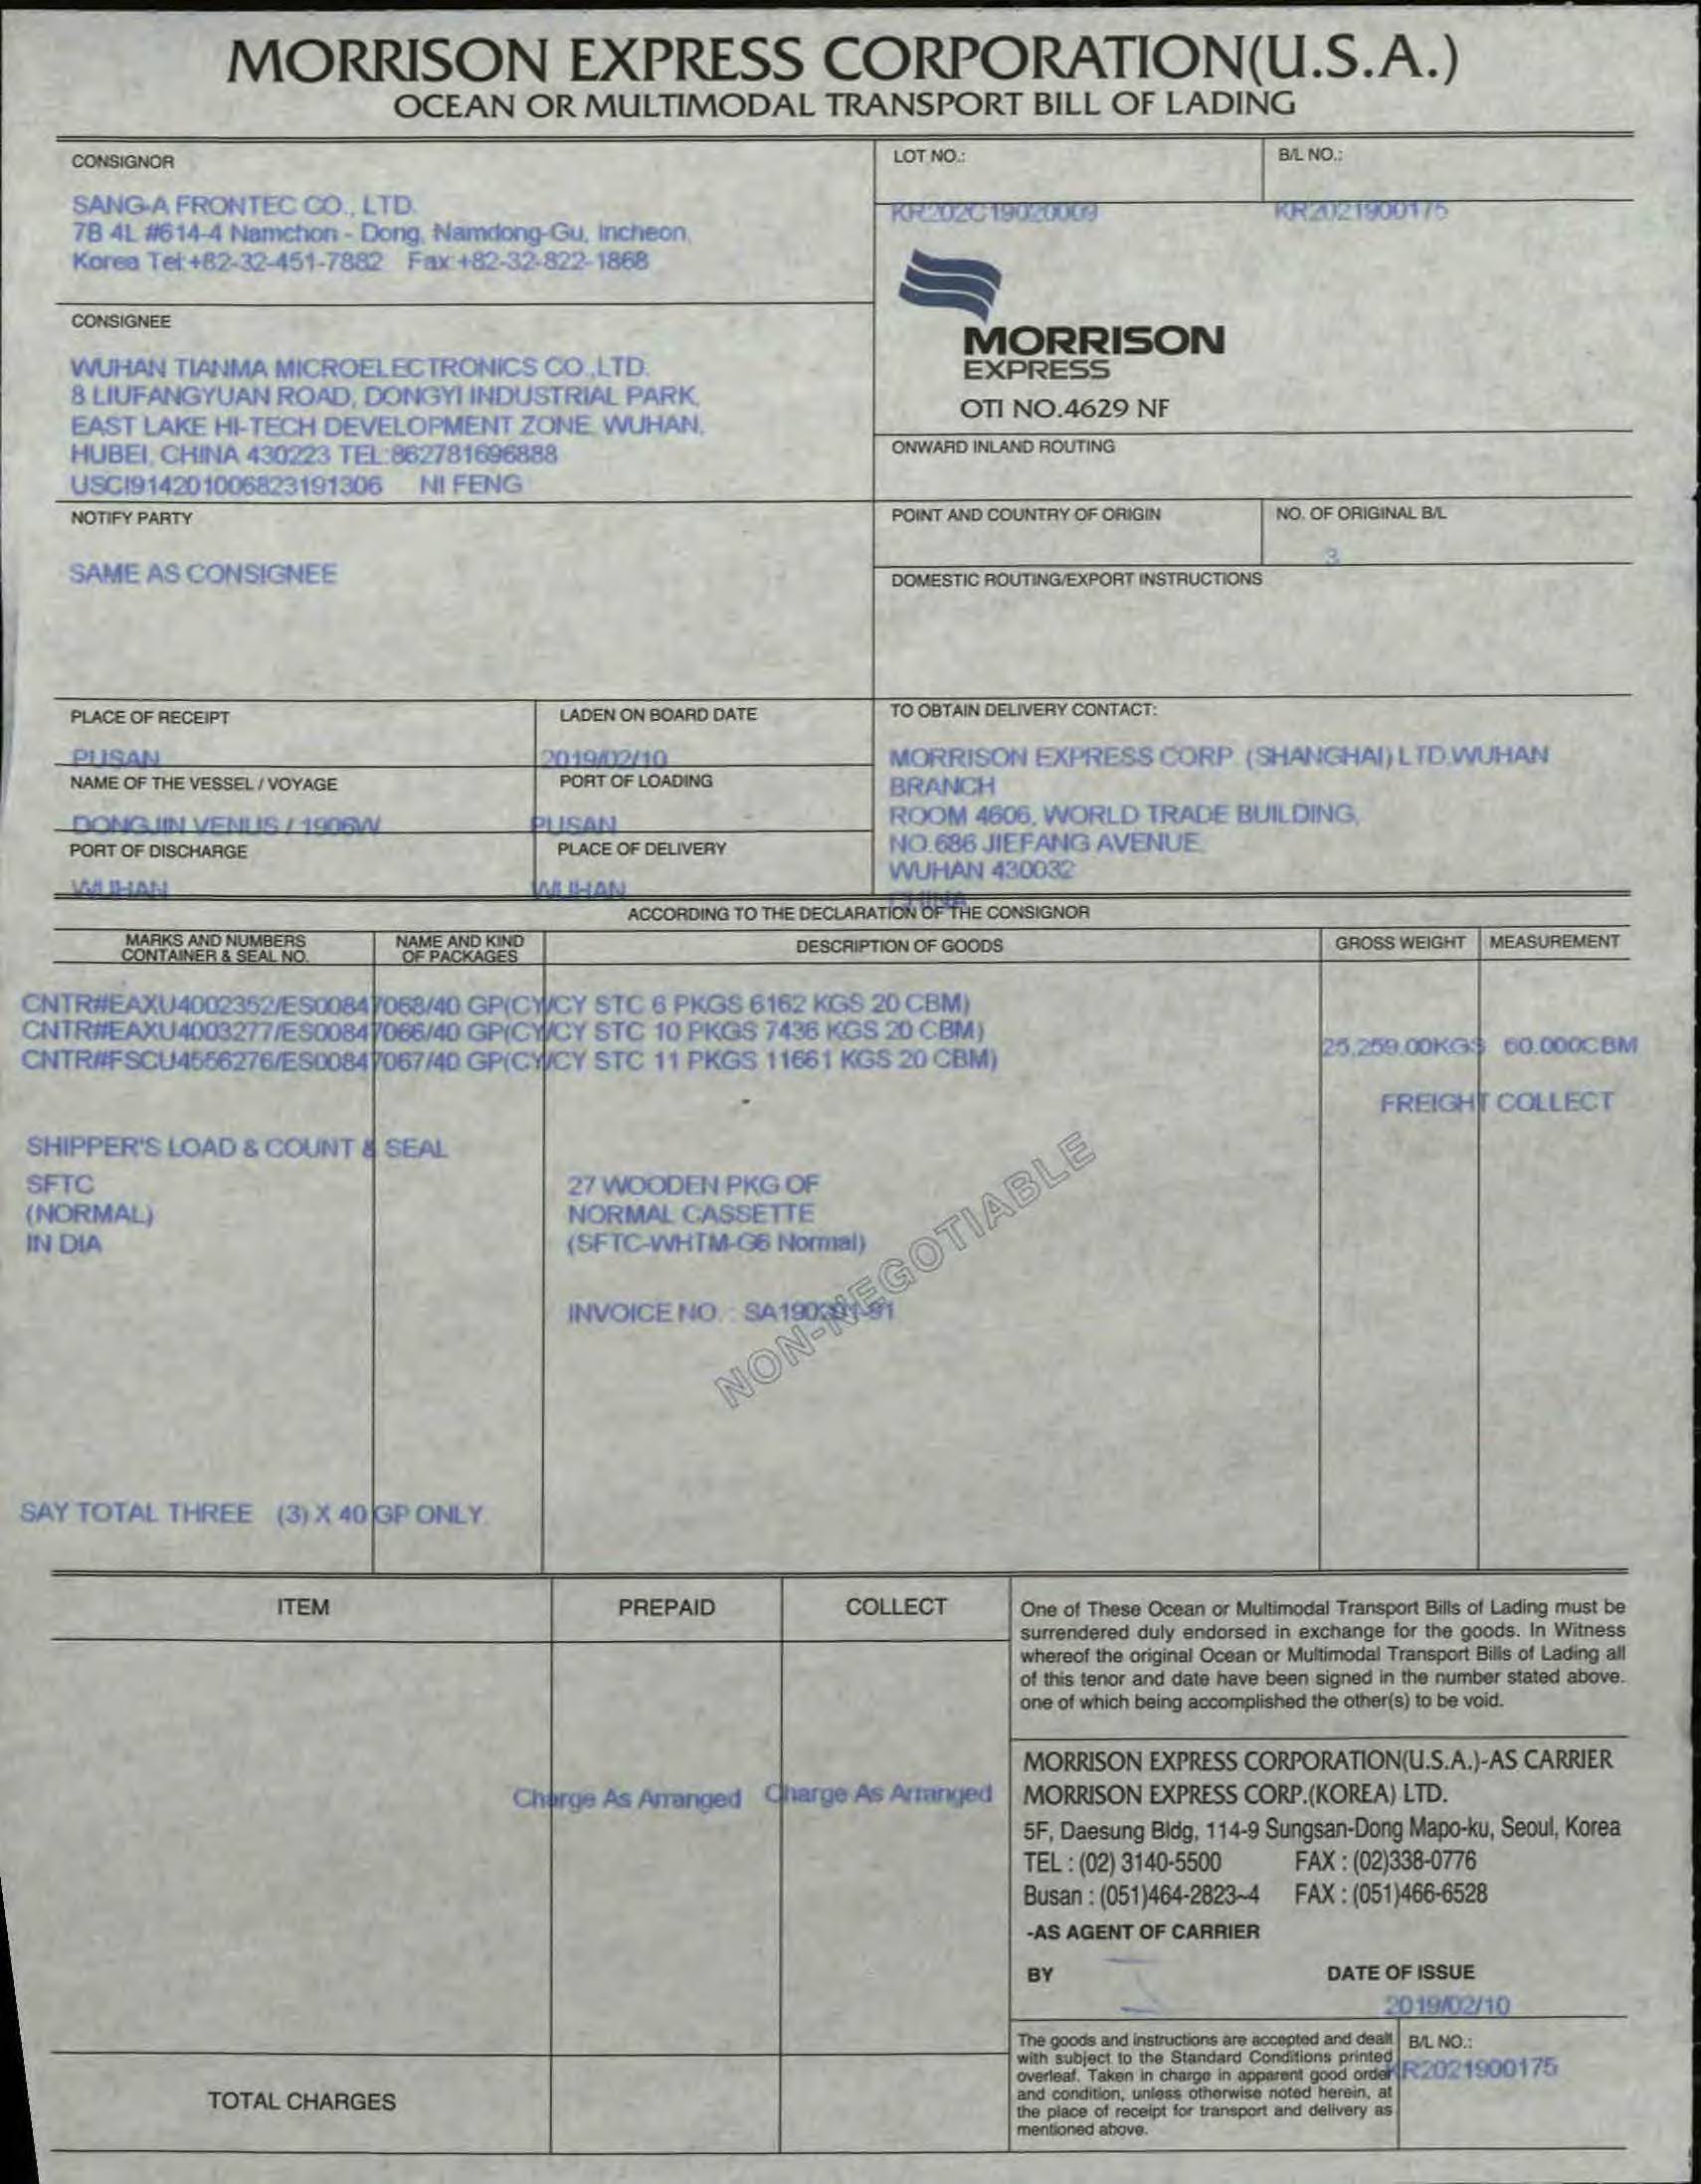 MORRISON EXPRESS CORPORATION(U.S.A.)
OCEAN OR MULTIMODAL TRANSPORT BILL OF LADING
CONSIGNOR
SANG-A FRONTEC CO., LTD.
7B 4L #614-4 Namchon - Dong, Namdong-Gu, Incheon,
Korea Tel:+82-32-451-7882 Fax:+82-32-822-1868
LOT NO.:
KR202C19020009
B/L NO.:
KR2021900175
MORRISON
EXPRESS
OTI NO.4629 NF
CONSIGNEE
WUHAN TIANMA MICROELECTRONICS CO.,LTD.
8 LIUFANGYUAN ROAD, DONGYI INDUSTRIAL PARK,
EAST LAKE HI-TECH DEVELOPMENT ZONE, WUHAN,
HUBEI, CHINA 430223 TEL:862781696888
USCI914201006823191306 NI FENG
ONWARD INLAND ROUTING
NOTIFY PARTY
SAME AS CONSIGNEE
POINT AND COUNTRY OF ORIGIN
NO. OF ORIGINAL B/L
3
DOMESTIC ROUTING/EXPORT INSTRUCTIONS
PLACE OF RECEIPT
PUSAN
LADEN ON BOARD DATE
2019/02/10
NAME OF THE VESSEL / VOYAGE
DONGJIN VENUS / 1906W
PORT OF LOADING
PUSAN
PORT OF DISCHARGE
WUHAN
PLACE OF DELIVERY
WUHAN
TO OBTAIN DELIVERY CONTACT:
MORRISON EXPRESS CORP. (SHANGHAI) LTD.WUHAN
BRANCH
ROOM 4606, WORLD TRADE BUILDING,
NO.686 JIEFANG AVENUE,
WUHAN 430032
CHINA
ACCORDING TO THE DECLARATION OF THE CONSIGNOR
MARKS AND NUMBERS
CONTAINER & SEAL NO.
NAME AND KIND
OF PACKAGES
DESCRIPTION OF GOODS
GROSS WEIGHT
MEASUREMENT
CNTR#EAXU4002352/ES00847068/40 GP(CY/CY STC 6 PKGS 6162 KGS 20 CBM)
CNTR#EAXU4003277/ES00847066/40 GP(CY/CY STC 10 PKGS 7436 KGS 20 CBM)
CNTR#FSCU4556276/ES00847067/40 GP(CY/CY STC 11 PKGS 11661 KGS 20 CBM)
25,259.00KGS 60.000CBM
FREIGHT COLLECT
SHIPPER'S LOAD & COUNT & SEAL
SFTC
(NORMAL)
IN DIA
27 WOODEN PKG OF
NORMAL CASSETTE
(SFTC-WHTM-G6 Normal)
INVOICE NO. :
NON-NEGOTIABLE
SAY TOTAL THREE (3) X 40 GP ONLY.
ITEM
PREPAID
COLLECT
Charge As Arranged
Charge As Arranged
TOTAL CHARGES
One of These Ocean or Multimodal Transport Bills of Lading must be
surrendered duly endorsed in exchange for the goods. In Witness
whereof the original Ocean or Multimodal Transport Bills of Lading all
of this tenor and date have been signed in the number stated above.
one of which being accomplished the other(s) to be void.
MORRISON EXPRESS CORPORATION(U.S.A.)-AS CARRIER
MORRISON EXPRESS CORP.(KOREA) LTD.
5F, Daesung Bldg, 114-9 Sungsan-Dong Mapo-ku, Seoul, Korea
TEL : (02) 3140-5500 FAX : (02)338-0776
Busan : (051)464-2823~4 FAX : (051)466-6528
-AS AGENT OF CARRIER
BY
DATE OF ISSUE
2019/02/10
The goods and instructions are accepted and dealt
with subject to the Standard Conditions printed
overleaf. Taken in charge in apparent good order
and condition, unless otherwise noted herein, at
the place of receipt for transport and delivery as
mentioned above.
B/L NO.:
KR2021900175